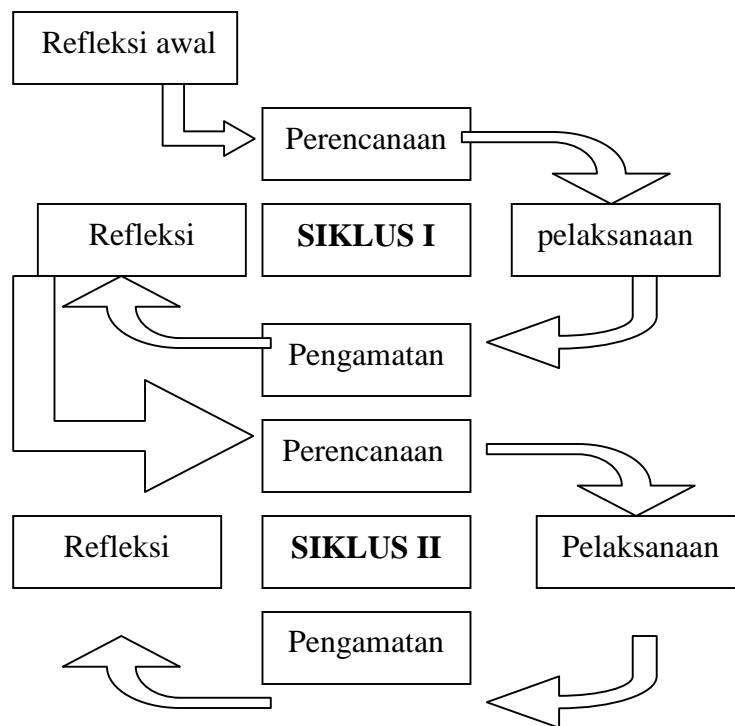 Refleksi awal
Perencanaan
Refleksi
SIKLUS I
pelaksanaan
Pengamatan
Perencanaan
Refleksi
SIKLUS II
Pelaksanaan
Pengamatan